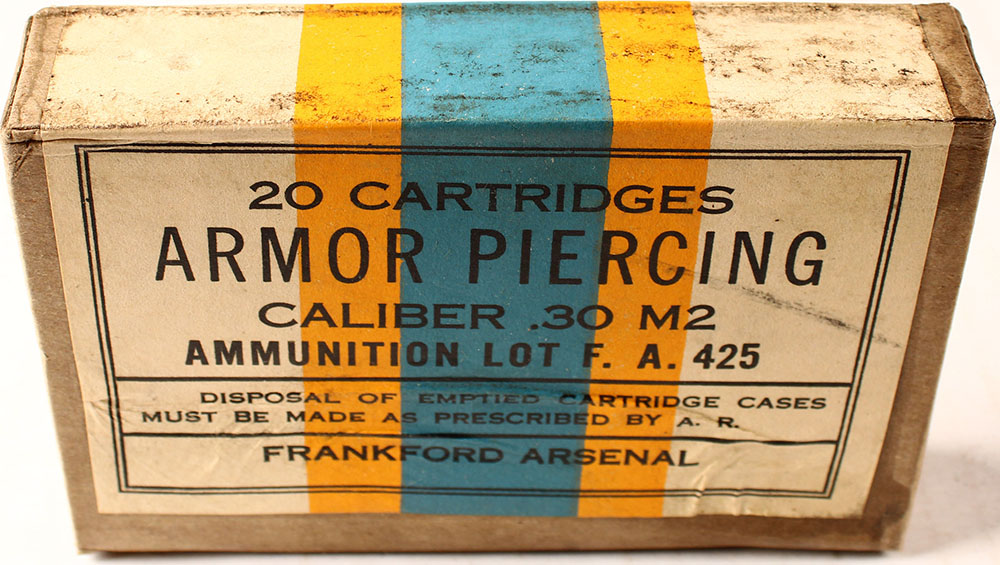 20 CARTRIDGES
ARMOR PIERCING
CALIBER .30 M2
AMMUNITION LOT F. A. 425
DISPOSAL OF EMPTIED CARTRIDGE CASES
MUST BE MADE AS PRESCRIBED BY A. R.
FRANKFORD ARSENAL